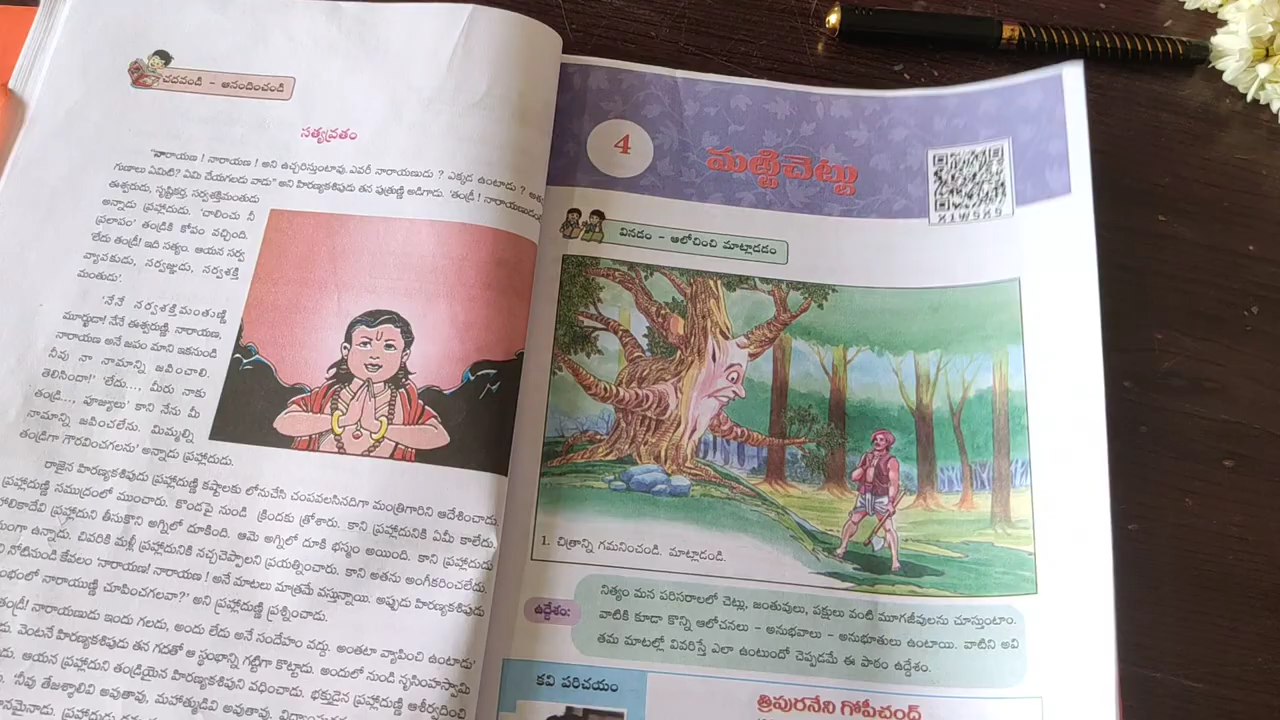 చదవండి - ఆనందించండి
సత్యవ్రతం
"నారాయణ ! నారాయణ ! అని ఉచ్చరిస్తుంటావు. ఎవరీ నారాయణుడు ? ఎక్కడ ఉంటాడు ?
గుణాలు ఏమిటి? ఏమి చేయగలడు వాడు" అని హిరణ్యకశిపుడు తన పుత్రుణ్ణి అడిగాడు. 'తండ్రీ !
ఈశ్వరుడు, సృష్టికర్త, సర్వశక్తిమంతుడు
అన్నాడు ప్రహ్లాదుడు. 'చాలించు నీ
ప్రలాపం' తండ్రికి కోపం వచ్చింది.
'లేదు తండ్రీ! ఇది సత్యం. ఆయన సర్వ
వ్యాపకుడు, సర్వజ్ఞుడు, సర్వశక్తి
మంతుడు'.
'నేనే సర్వశక్తిమంతుణ్ణి
మూర్ఖుడా! నేనే ఈశ్వరుణ్ణి. నారాయణ,
నారాయణ అనే జపం మాని ఇకనుండి
నీవు నా నామాన్ని జపించాలి.
తెలిసిందా!' 'లేదు..., మీరు నాకు
తండ్రి..., పూజ్యులు కాని నేను మీ
నామాన్ని జపించలేను. మిమ్మల్ని
తండ్రిగా గౌరవించగలను' అన్నాడు ప్రహ్లాదుడు.
రాజైన హిరణ్యకశిపుడు ప్రహ్లాదుణ్ణి కష్టాలకు లోనుచేసి చంపవలసినదిగా మంత్రిగారిని ఆదేశించాడు.
ప్రహ్లాదుణ్ణి సముద్రంలో ముంచారు. కొండపై నుండి క్రిందకు త్రోశారు. కాని ప్రహ్లాదునికి ఏమీ కాలేదు.
ప్రహ్లాదుని తీసుకొని అగ్నిలో దూకింది. ఆమె అగ్నిలో దూకి భస్మం అయింది. కాని ప్రహ్లాదుడు
ఉన్నాడు. చివరికి మళ్లీ ప్రహ్లాదునికి నచ్చచెప్పాలని ప్రయత్నించారు. కాని అతను అంగీకరించలేదు.
నోటినుండి కేవలం నారాయణ! నారాయణ ! అనే మాటలు మాత్రమే వస్తున్నాయి. అప్పుడు హిరణ్యకశిపుడు
నారాయుణ్ణి చూపించగలవా?' అని ప్రహ్లాదుణ్ణి ప్రశ్నించాడు.
తండ్రీ! నారాయణుడు ఇందు గలడు, అందు లేడు అనే సందేహం వద్దు. అంతటా వ్యాపించి ఉంటాడు'
వెంటనే హిరణ్యకశిపుడు తన గదతో ఆ స్థంభాన్ని గట్టిగా కొట్టాడు. అందులో నుండి నృసింహస్వామి
ఆయన ప్రహ్లాదుని తండ్రియైన హిరణ్యకశిపుని వధించాడు. భక్తుడైన ప్రహ్లాదుణ్ణి ఆశీర్వదించి
'నీవు తేజశ్శాలివి అవుతావు, మహాత్ముడివి అవుతావు,
4
మఱ్ఱిచెట్టు
X1W5K5
వినడం - ఆలోచించి మాట్లాడడం
1. చిత్రాన్ని గమనించండి. మాట్లాడండి.
ఉద్దేశం:
నిత్యం మన పరిసరాలలో చెట్లు, జంతువులు, పక్షులు వంటి మూగజీవులను చూస్తుంటాం.
వాటికి కూడా కొన్ని ఆలోచనలు - అనుభవాలు - అనుభూతులు ఉంటాయి. వాటిని అవి
తమ మాటల్లో వివరిస్తే ఎలా ఉంటుందో చెప్పడమే ఈ పాఠం ఉద్దేశం.
కవి పరిచయం
త్రిపురనేని గోపీచంద్